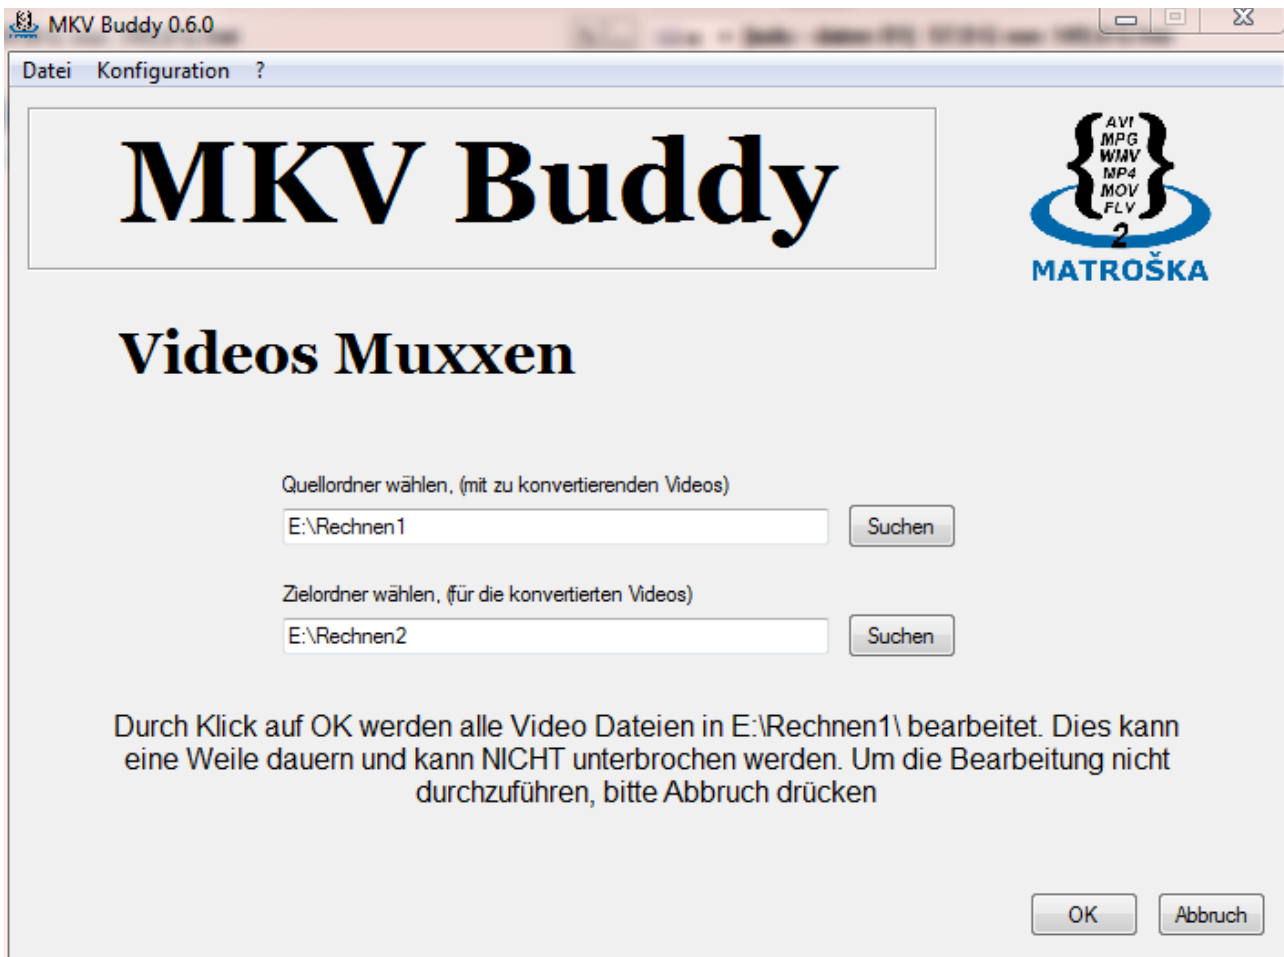 MKV Buddy 0.6.0
Datei Konfiguration ?
MKV Buddy
AVI
MPG
WMV
MP4
MOV
FLV
2
MATROŠKA
Videos Muxxen
Quellordner wählen, (mit zu konvertierenden Videos)
E:\Rechnen1
Suchen
Zielordner wählen, (für die konvertierten Videos)
E:\Rechnen2
Suchen
Durch Klick auf OK werden alle Video Dateien in E:\Rechnen1\ bearbeitet. Dies kann
eine Weile dauern und kann NICHT unterbrochen werden. Um die Bearbeitung nicht
durchzuführen, bitte Abbruch drücken
OK
Abbruch